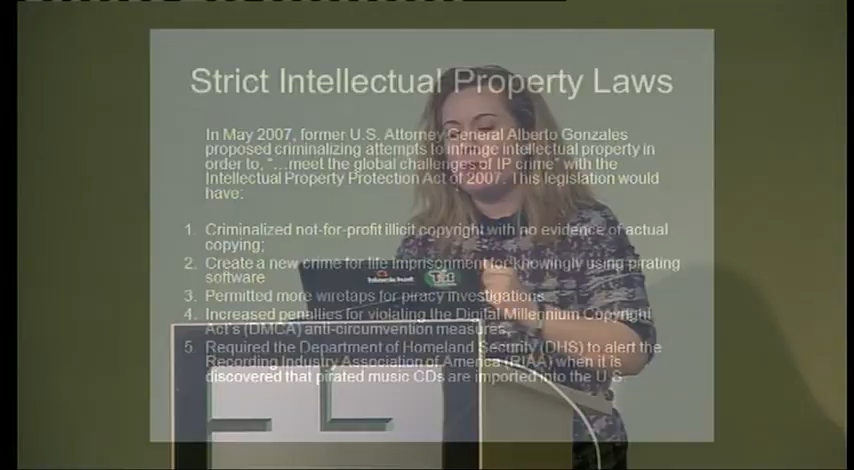 Strict Intellectual Property Laws
In May 2007, former U.S. Attorney General Alberto Gonzales
proposed criminalizing attempts to infringe intellectual property in
order to, "…meet the global challenges of IP crime" with the
Intellectual Property Protection Act of 2007. This legislation would
have:
1. Criminalized not-for-profit illicit copyright with no evidence of actual
copying;
2. Create a new crime for life imprisonment for knowingly using pirating
software
3. Permitted more wiretaps for piracy investigations
4. Increased penalties for violating the Digital Millennium Copyright
Act's (DMCA) anti-circumvention measures;
5. Required the Department of Homeland Security (DHS) to alert the
Recording Industry Association of America (RIAA) when it is
discovered that pirated music CDs are imported into the U.S